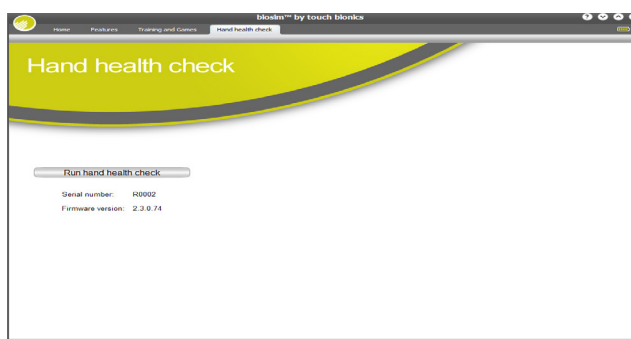 biosim™ by touch bionics
Home Features Training and Games Hand health check
Hand health check
Run hand health check
Serial number: R0002
Firmware version: 2.3.0.74